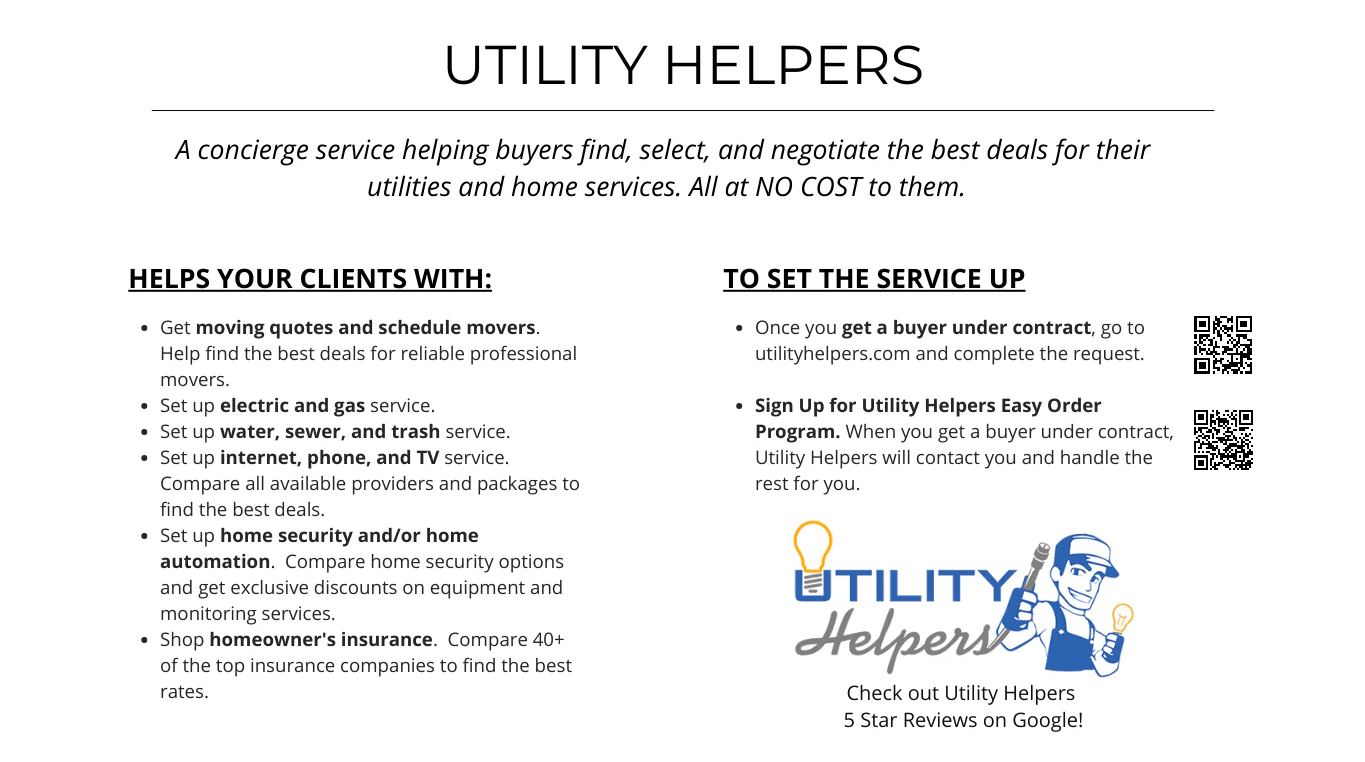 UTILITY HELPERS
A concierge service helping buyers find, select, and negotiate the best deals for their
utilities and home services. All at NO COST to them.
HELPS YOUR CLIENTS WITH:
• Get moving quotes and schedule movers.
Help find the best deals for reliable professional
movers.
• Set up electric and gas service.
• Set up water, sewer, and trash service.
• Set up internet, phone, and TV service.
Compare all available providers and packages to
find the best deals.
• Set up home security and/or home
automation.  Compare home security options
and get exclusive discounts on equipment and
monitoring services.
• Shop homeowner's insurance.  Compare 40+
of the top insurance companies to find the best
rates.
TO SET THE SERVICE UP
• Once you get a buyer under contract, go to
utilityhelpers.com and complete the request.
• Sign Up for Utility Helpers Easy Order
Program. When you get a buyer under contract,
Utility Helpers will contact you and handle the
rest for you.
UTILITY
Helpers
Check out Utility Helpers
5 Star Reviews on Google!